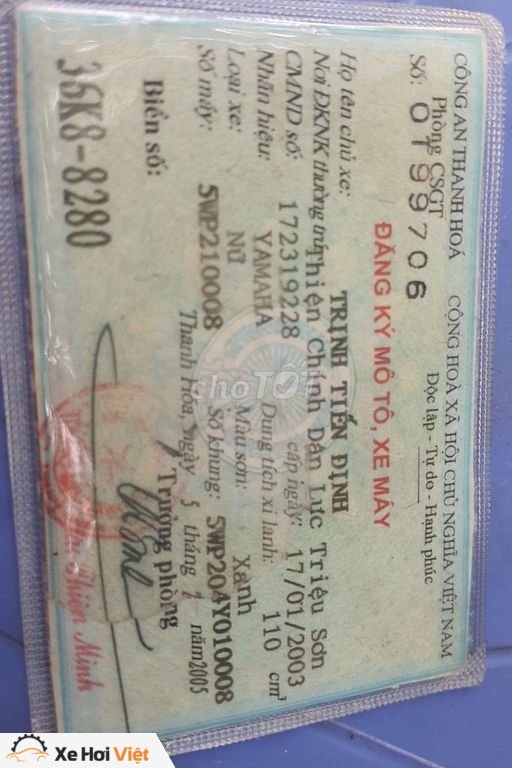 CÔNG AN THANH HOÁ
Phòng CSGT
Số: 0199706
CỘNG HOÀ XÃ HỘI CHỦ NGHĨA VIỆT NAM
Độc lập - Tự do - Hạnh phúc
ĐĂNG KÝ MÔ TÔ, XE MÁY
Họ tên chủ xe: TRỊNH TIẾN ĐỊNH
Nơi ĐKNK thường trú: Thiện Chính Dân Lực Triệu Sơn
CMND số: 172319228 cấp ngày: 17/01/2003
Nhãn hiệu: YAMAHA Dung tích xi lanh: 110 cm³
Loại xe: Nữ Màu sơn: Xanh
Số máy: 5WP210008 Số khung: 5WP204Y010008
Thanh Hóa, ngày 5 tháng năm 2005
Biển số: Trưởng phòng
36K8-8280
Thiện Minh
choTỐT
Xe Hơi Việt